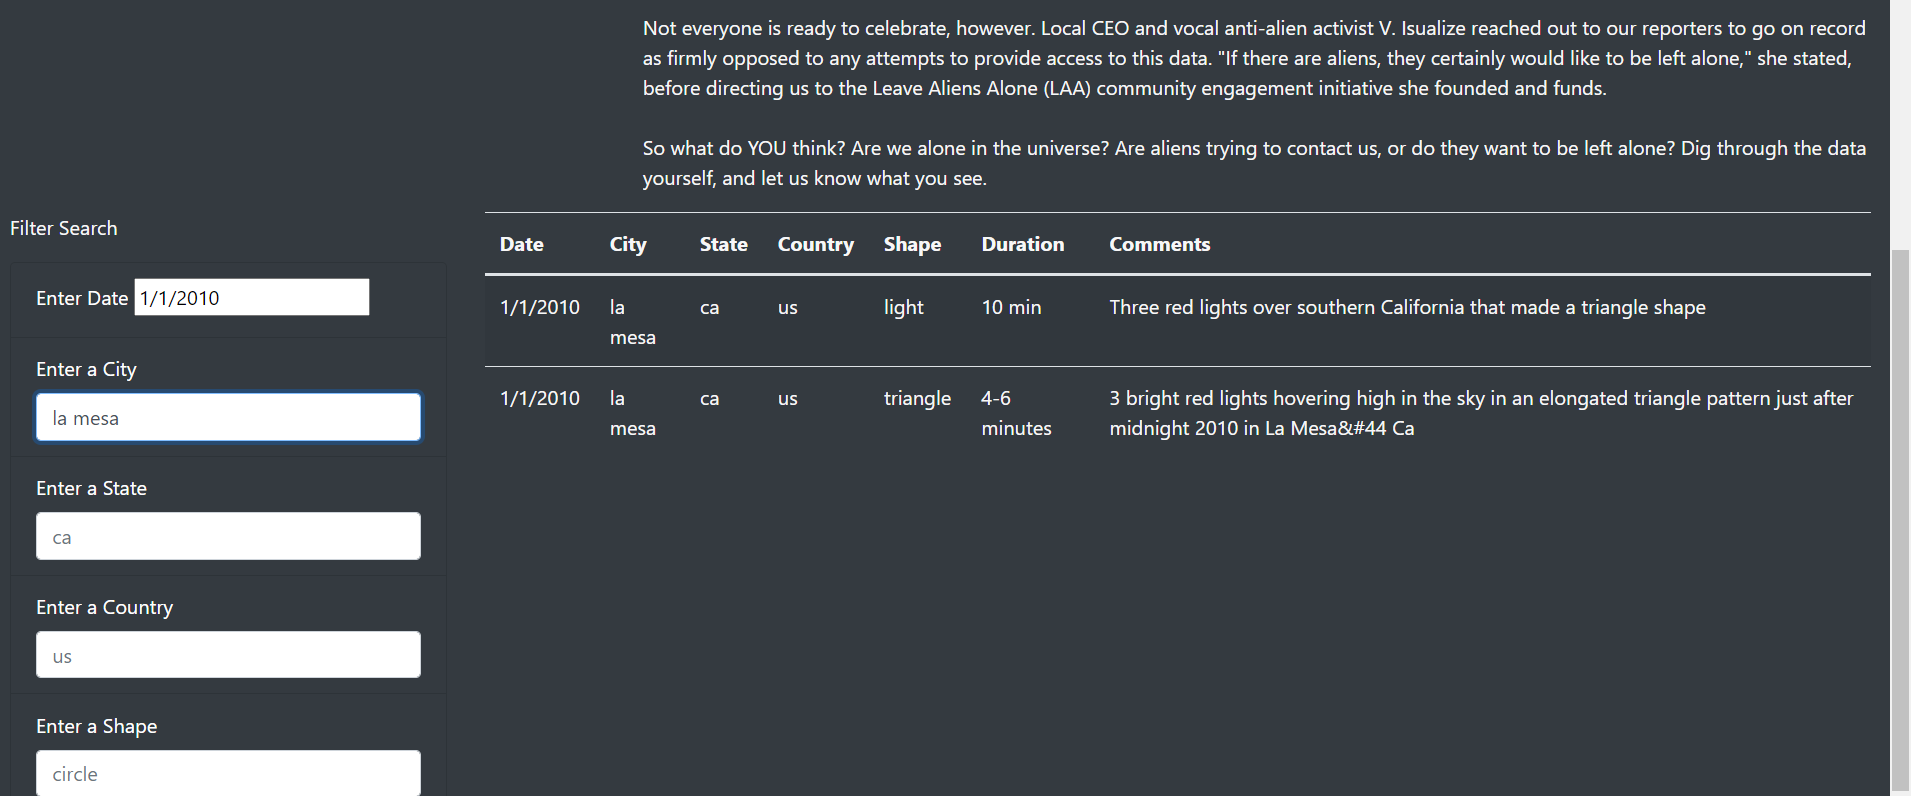 Not everyone is ready to celebrate, however. Local CEO and vocal anti-alien activist V. Isualize reached out to our reporters to go on record
as firmly opposed to any attempts to provide access to this data. "If there are aliens, they certainly would like to be left alone," she stated,
before directing us to the Leave Aliens Alone (LAA) community engagement initiative she founded and funds.
So what do YOU think? Are we alone in the universe? Are aliens trying to contact us, or do they want to be left alone? Dig through the data
yourself, and let us know what you see.
Filter Search
Enter Date 1/1/2010
Enter a City
la mesa
Enter a State
ca
Enter a Country
us
Enter a Shape
circle
Date City State Country Shape Duration Comments
1/1/2010 la ca us light 10 min Three red lights over southern California that made a triangle shape
mesa
1/1/2010 la ca us triangle 4-6 3 bright red lights hovering high in the sky in an elongated triangle pattern just after
mesa minutes midnight 2010 in La Mesa&#44 Ca